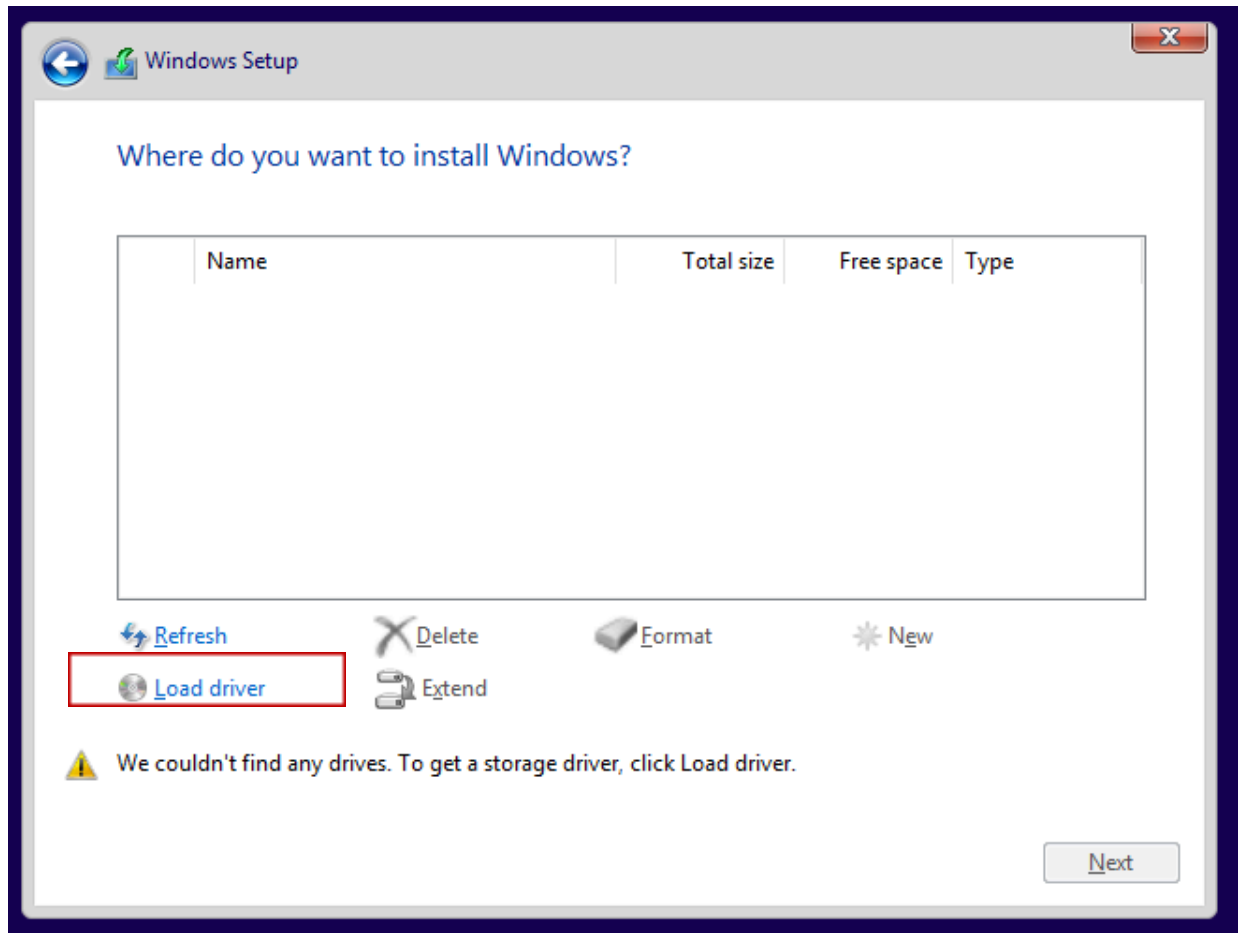 Windows Setup
Where do you want to install Windows?
Name Total size Free space Type
Refresh Delete Format New
Load driver Extend
We couldn't find any drives. To get a storage driver, click Load driver.
Next